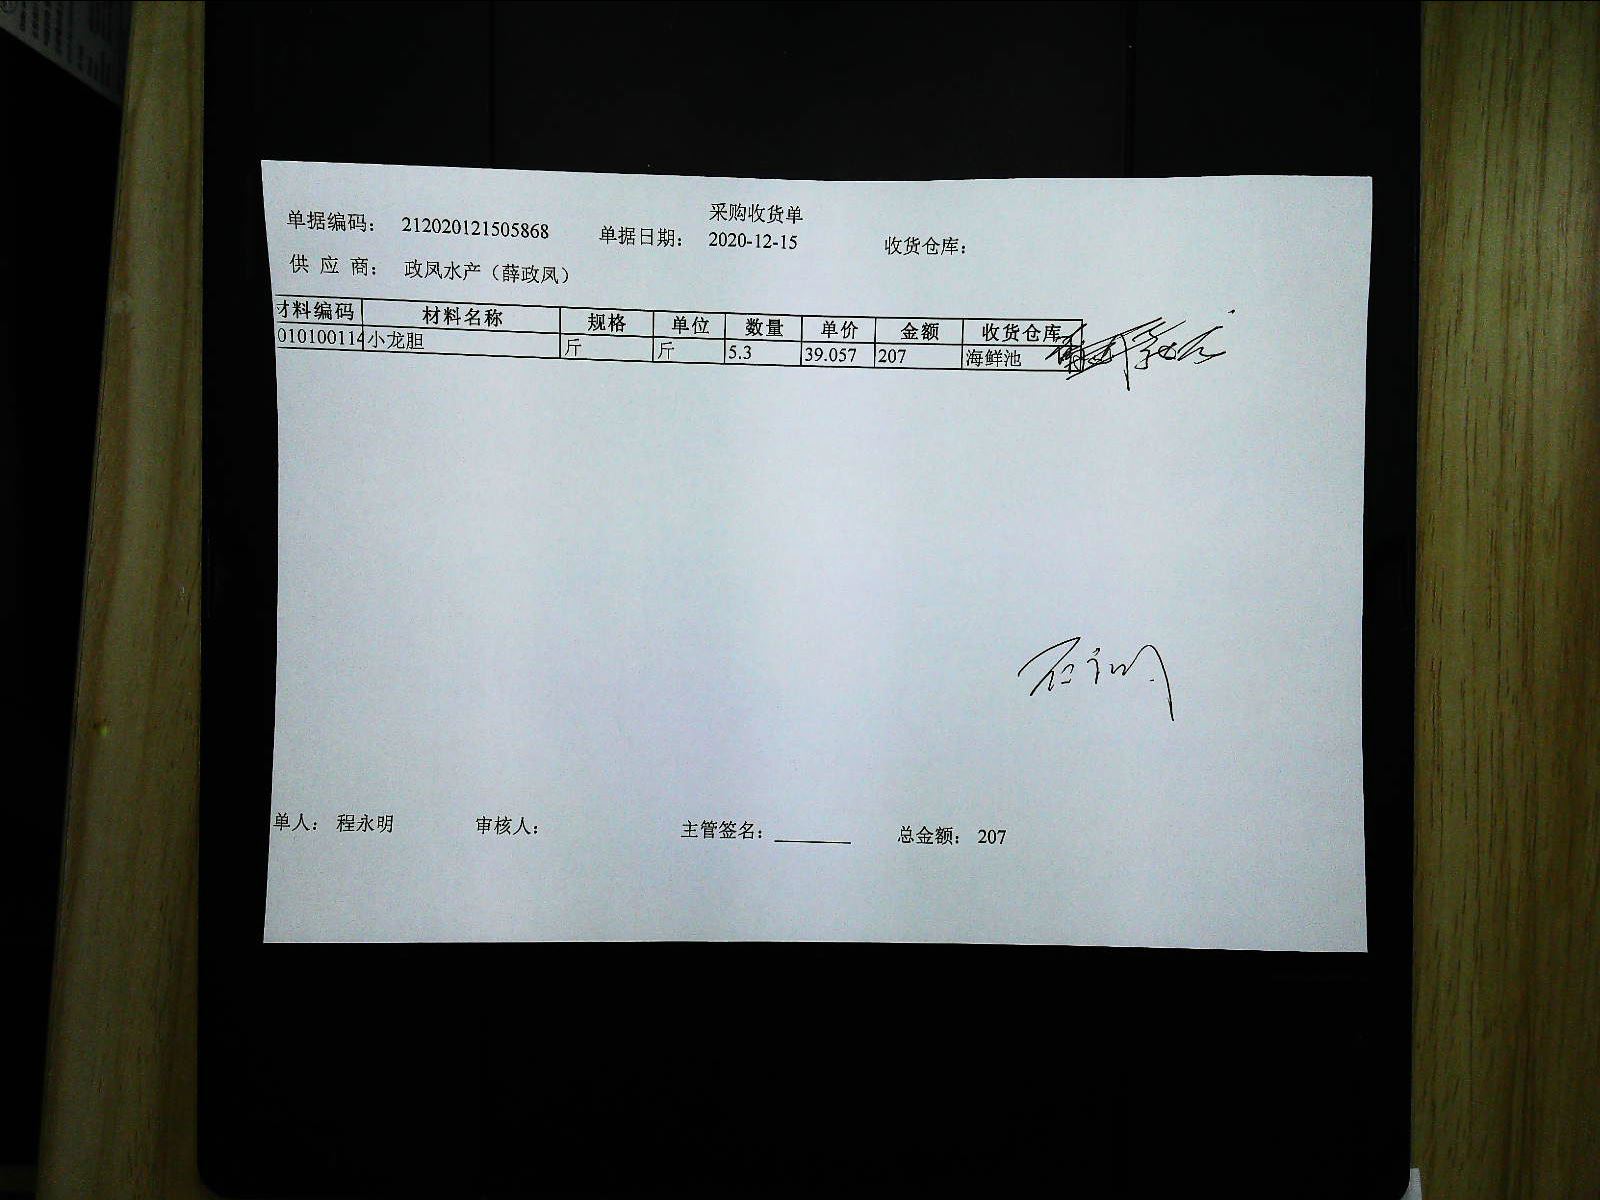 采购收货单
单据编码： 212020121505868 单据日期： 2020-12-15 收货仓库：
供 应 商： 政凤水产（薛政凤）
材料编码 材料名称 规格 单位 数量 单价 金额 收货仓库
010100114 小龙胆 斤 斤 5.3 39.057 207 海鲜池
单人： 程永明 审核人： 主管签名： 总金额： 207